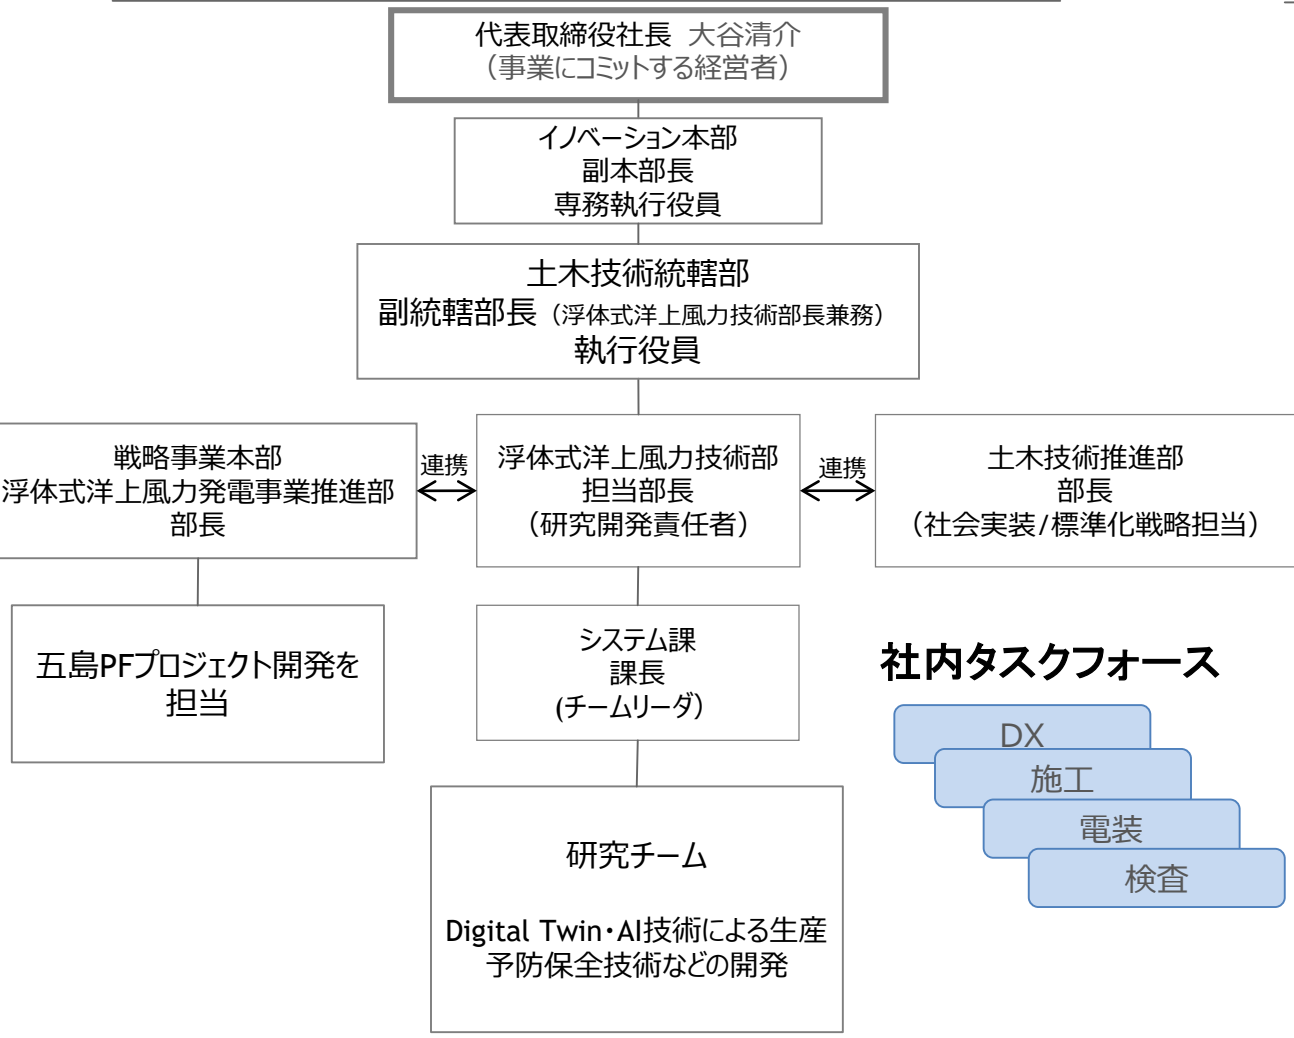 代表取締役社長 大谷清介
（事業にコミットする経営者）
イノベーション本部
副本部長
専務執行役員
土木技術統轄部
副統轄部長（浮体式洋上風力技術部長兼務）
執行役員
戦略事業本部
浮体式洋上風力発電事業推進部
部長
連携
浮体式洋上風力技術部
担当部長
（研究開発責任者）
連携
土木技術推進部
部長
（社会実装/標準化戦略担当）
五島PFプロジェクト開発を
担当
システム課
課長
(チームリーダ）
社内タスクフォース
DX
施工
電装
検査
研究チーム
Digital Twin・AI技術による生産
予防保全技術などの開発